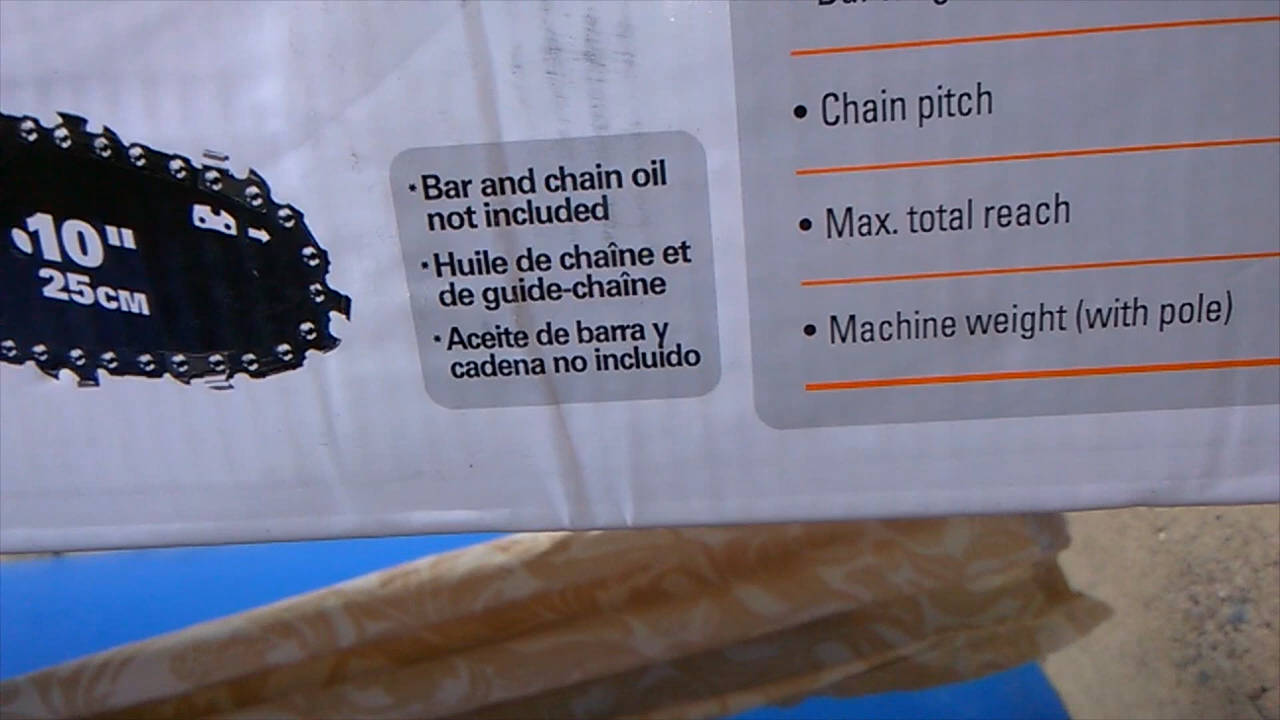 10"
25CM
• Bar and chain oil
not included
• Huile de chaîne et
de guide-chaîne
• Aceite de barra y
cadena no incluido
• Chain pitch
• Max. total reach
• Machine weight (with pole)